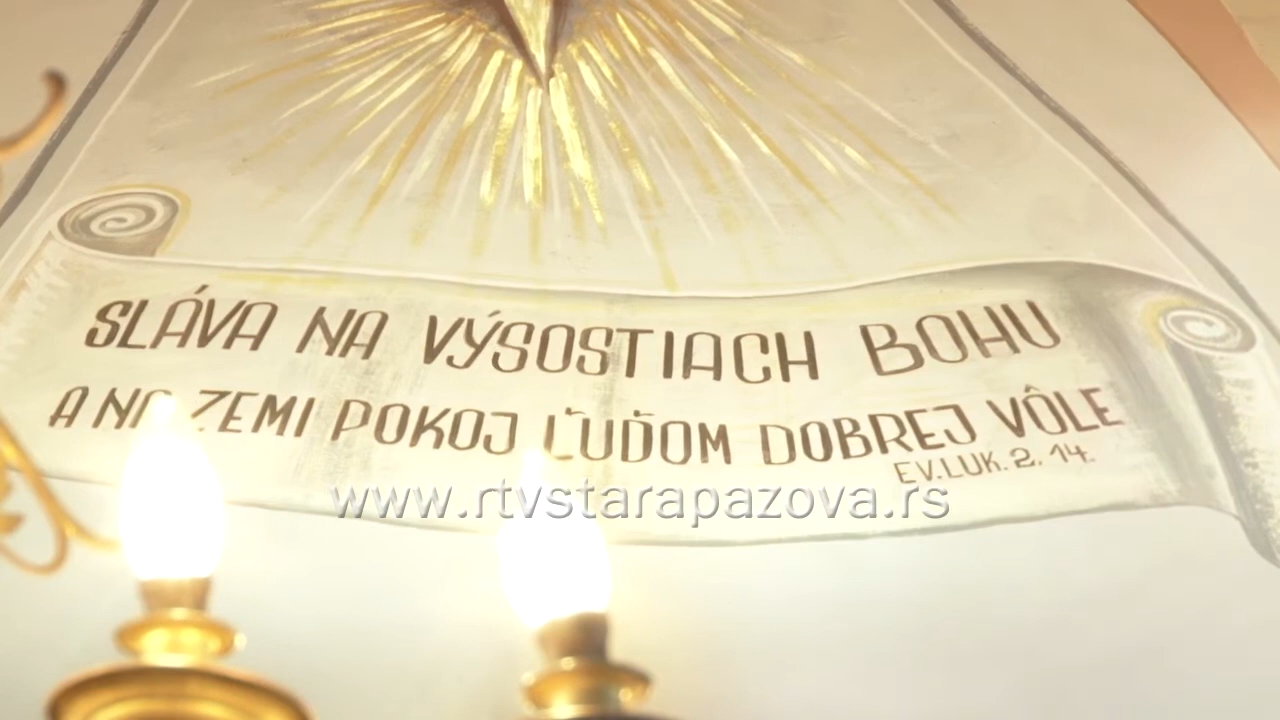 SLÁVA NA VÝSOSTIACH BOHU
A NA ZEMI POKOJ ĽUĎOM DOBREJ VÔLE
EV.LUK.2.14.
www.rtvstarapazova.rs